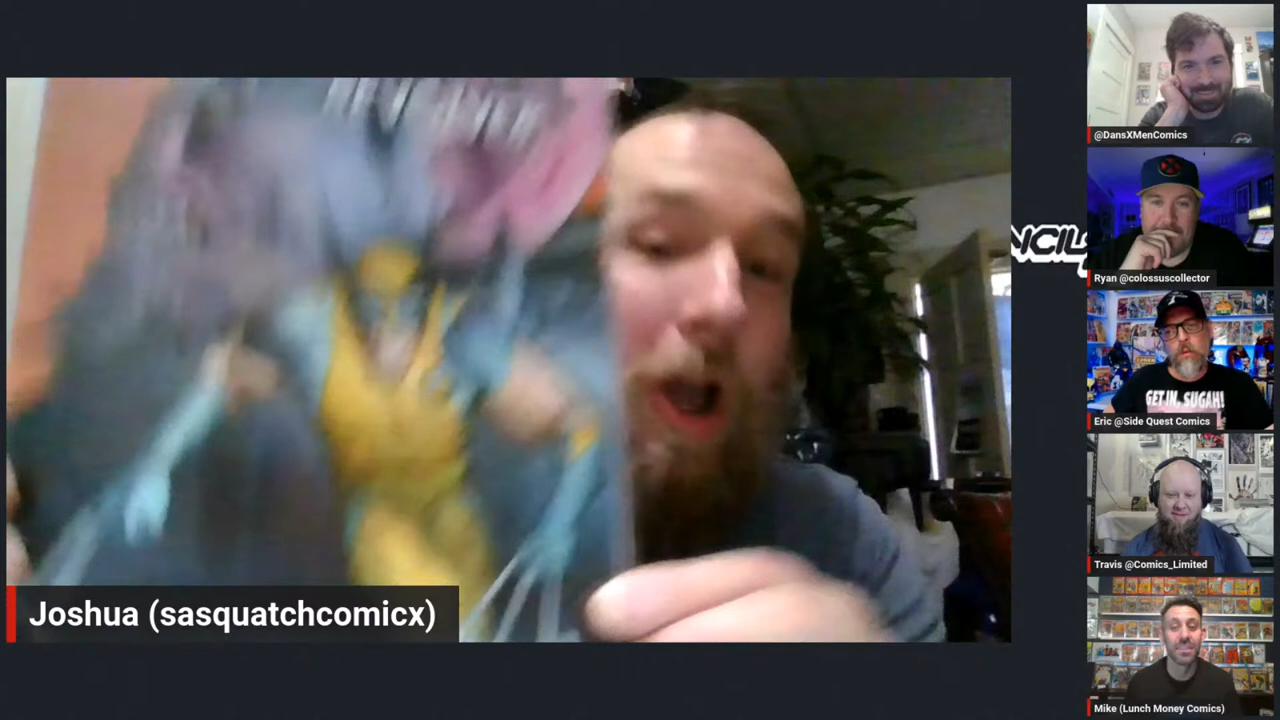 Joshua (sasquatchcomicx)
@DansXMenComics
Ryan @colossuscollector
GET IN, SUGAH!
Eric @Side Quest Comics
Travis @Comics_Limited
Mike (Lunch Money Comics)